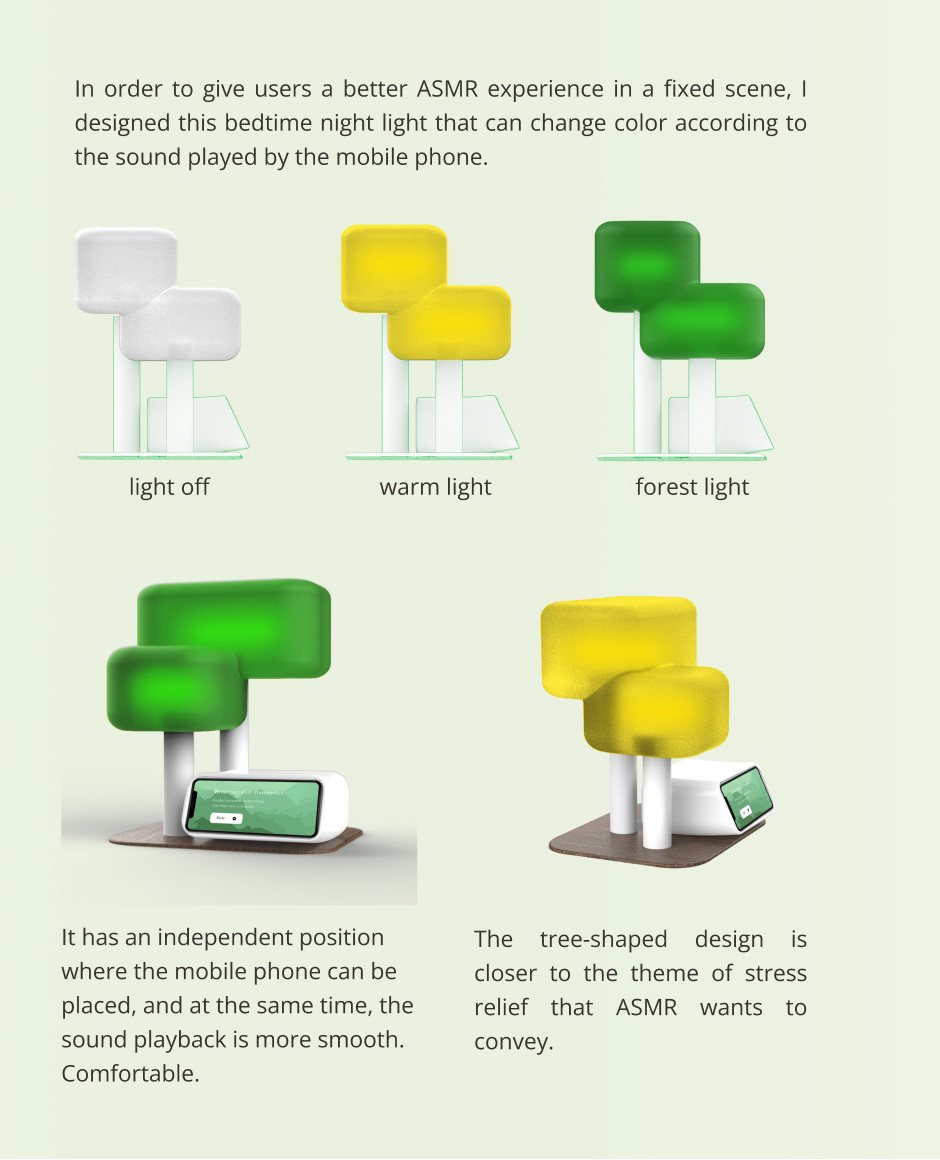 In order to give users a better ASMR experience in a fixed scene, I
designed this bedtime night light that can change color according to
the sound played by the mobile phone.
light off
warm light
forest light
It has an independent position
where the mobile phone can be
placed, and at the same time, the
sound playback is more smooth.
Comfortable.
The tree-shaped design is
closer to the theme of stress
relief that ASMR wants to
convey.